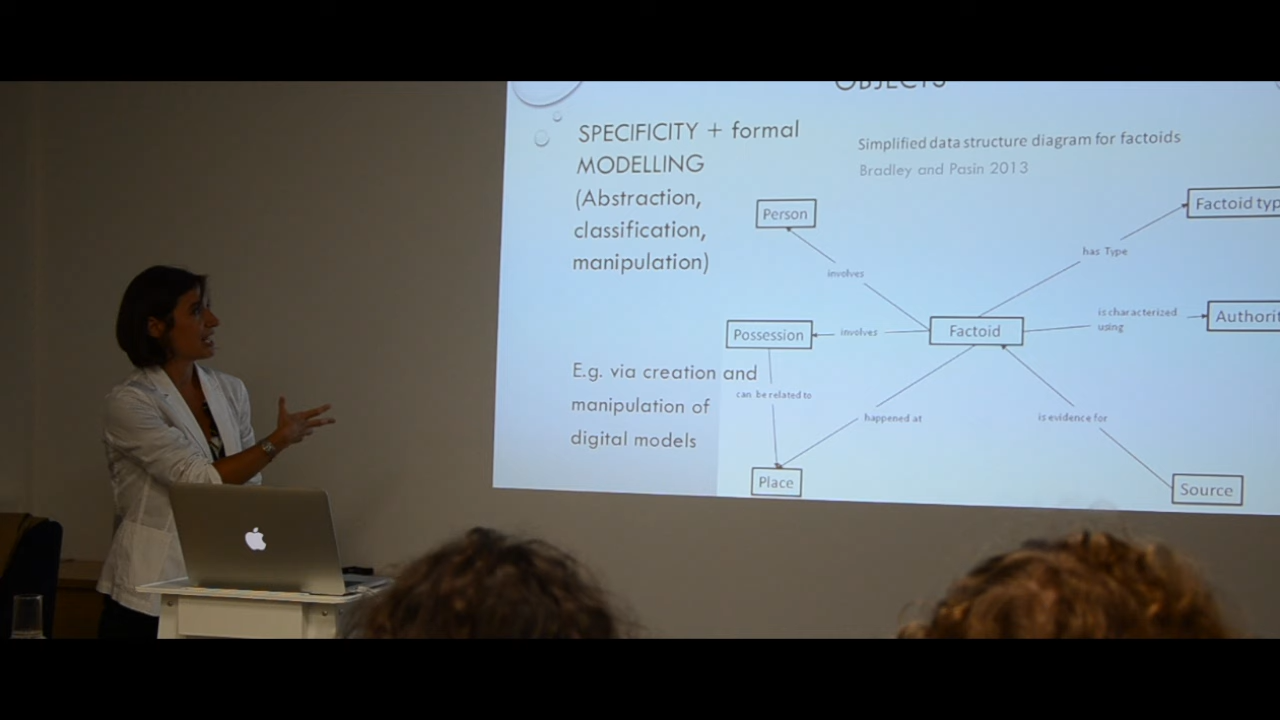 OBJECTS
SPECIFICITY + formal
MODELLING
(Abstraction,
classification,
manipulation)
E.g. via creation and
manipulation of
digital models
Simplified data structure diagram for factoids
Bradley and Pasin 2013
Person
Factoid typ
has Type
involves
is characterized
using
Authorit
Factoid
involves
Possession
can be related to
happened at
is evidence for
Place
Source